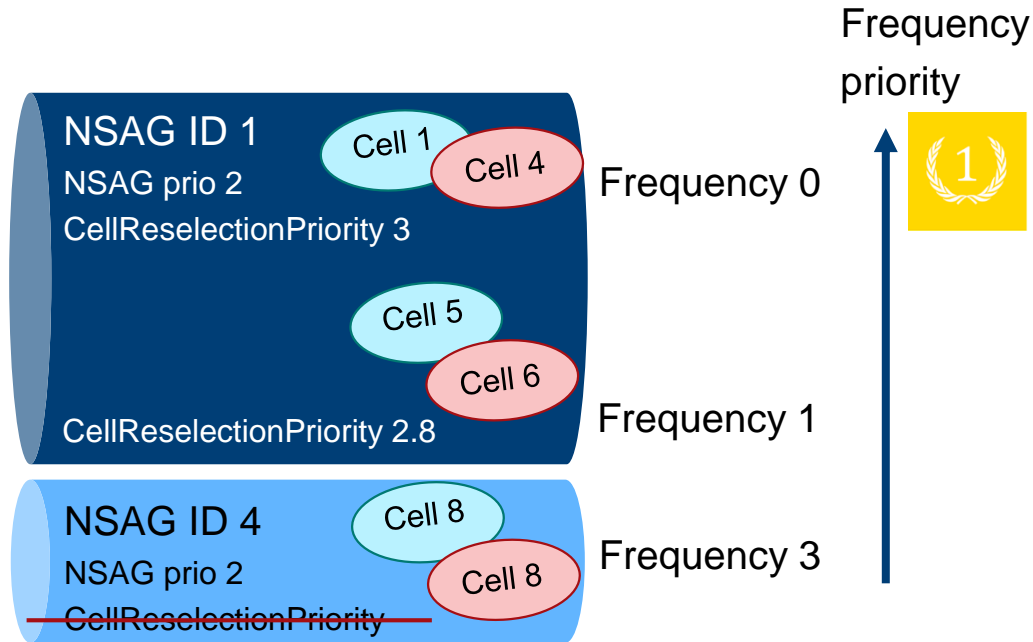 Frequency
priority
NSAG ID 1
NSAG prio 2
CellReselectionPriority 3
Cell 1
Cell 4
Frequency 0
1
Cell 5
Cell 6
CellReselectionPriority 2.8
Frequency 1
NSAG ID 4
NSAG prio 2
CellReselectionPriority
Cell 8
Cell 8
Frequency 3